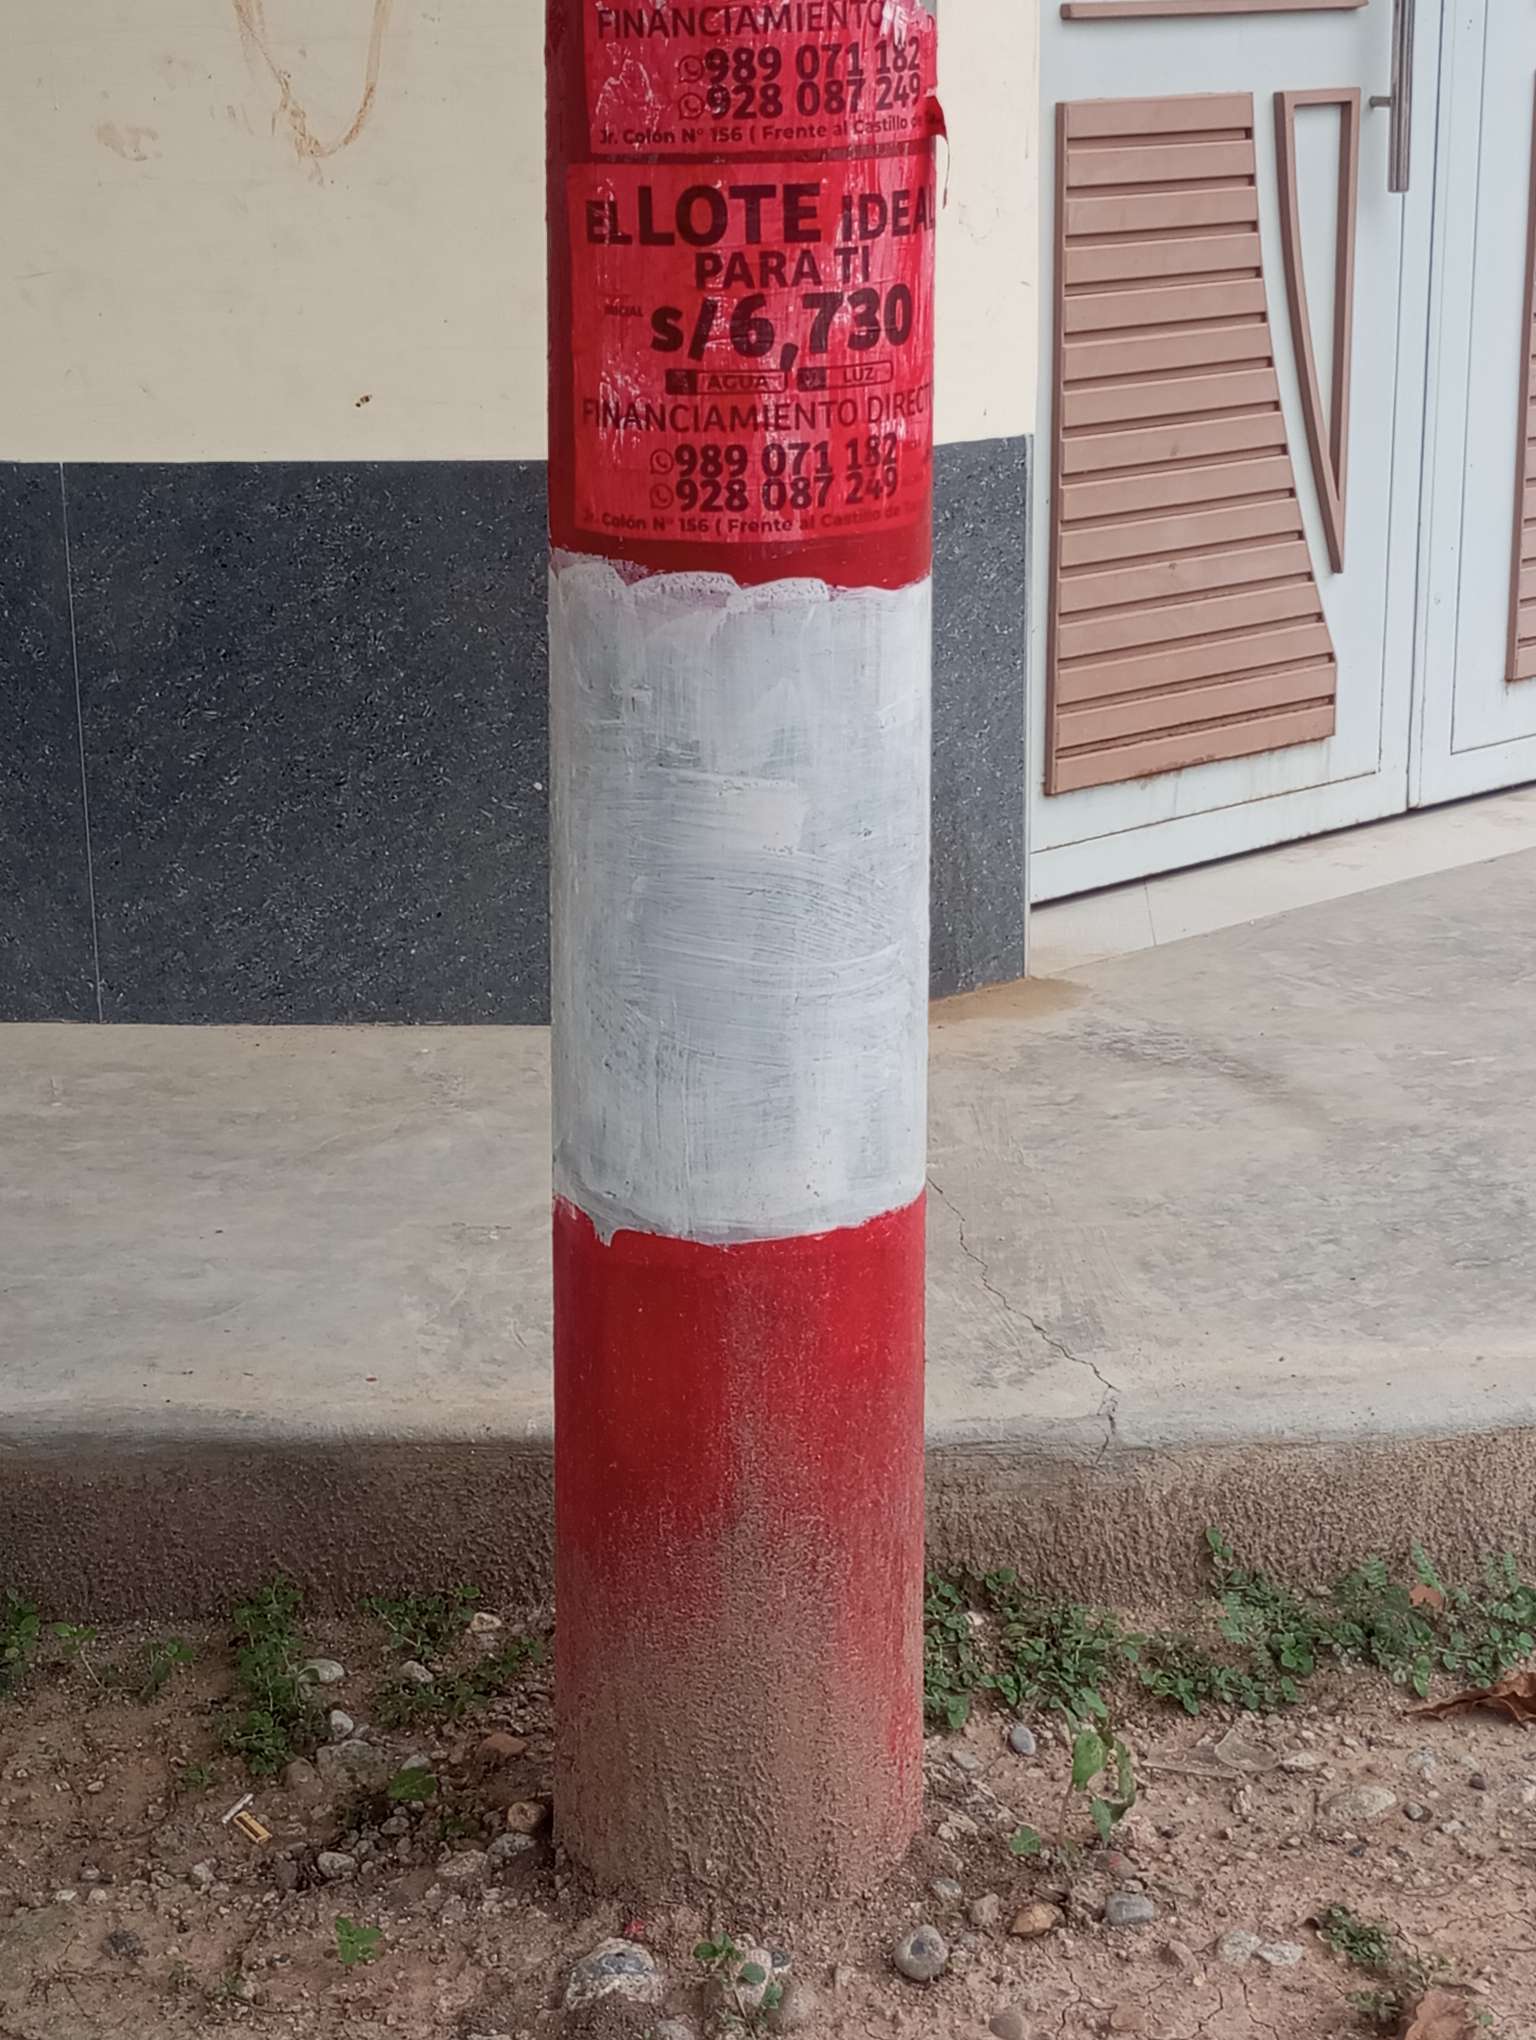 FINANCIAMIENTO
989 071 182
928 087 249
Jr. Colón N° 156 ( Frente al Castillo de
EL LOTE IDEAL
PARA TI
INICIAL S/6,730
AGUA LUZ
FINANCIAMIENTO DIRECT
989 071 182
928 087 249
Jr. Colón N° 156 ( Frente al Castillo de